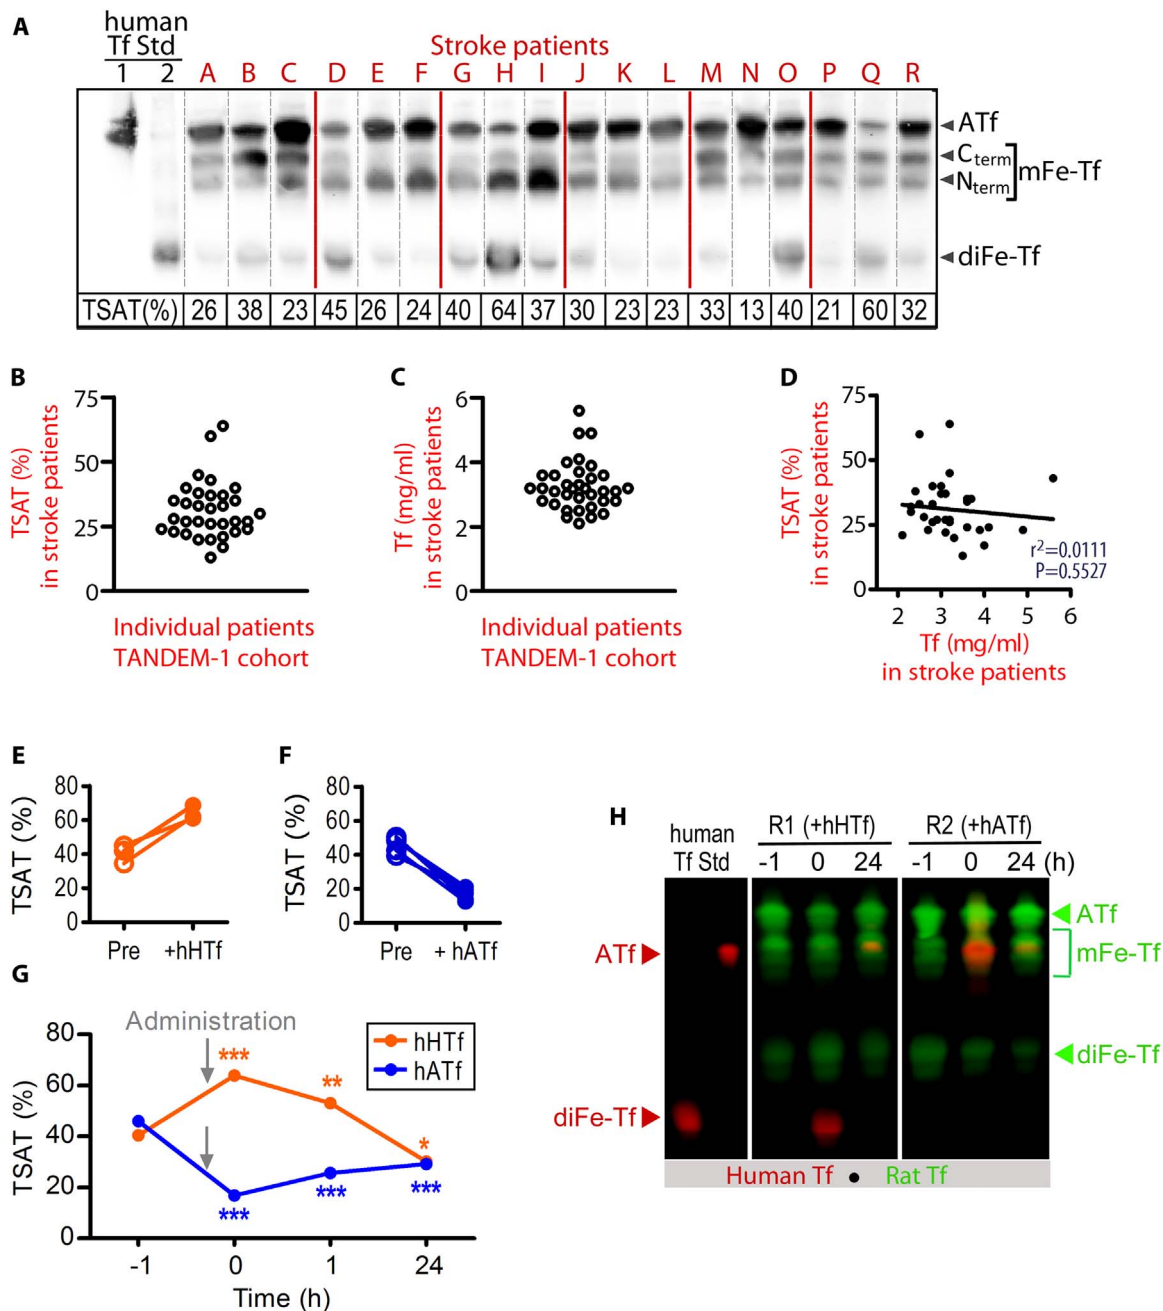 A
human
Tf Std
Stroke patients
1 2 A B C D E F G H I J K L M N O P Q R
ATf
Cterm
Nterm
mFe-Tf
diFe-Tf
TSAT(%) 26 38 23 45 26 24 40 64 37 30 23 23 33 13 40 21 60 32
B
TSAT (%)
in stroke patients
75
50
25
0
Individual patients
TANDEM-1 cohort
C
Tf (mg/ml)
in stroke patients
6
4
2
0
Individual patients
TANDEM-1 cohort
D
TSAT (%)
in stroke patients
75
50
25
0
r²=0.0111
P=0.5527
2 3 4 5 6
Tf (mg/ml)
in stroke patients
E
TSAT (%)
80
60
40
20
0
Pre +hHTf
F
TSAT (%)
80
60
40
20
0
Pre + hATf
G
TSAT (%)
80
60
40
20
0
Administration
hHTf
hATf
*** ** *
*** *** ***
-1 0 1 24
Time (h)
H
human
Tf Std
R1 (+hHTf)
R2 (+hATf)
-1 0 24 -1 0 24 (h)
ATf
diFe-Tf
ATf
mFe-Tf
diFe-Tf
Human Tf • Rat Tf